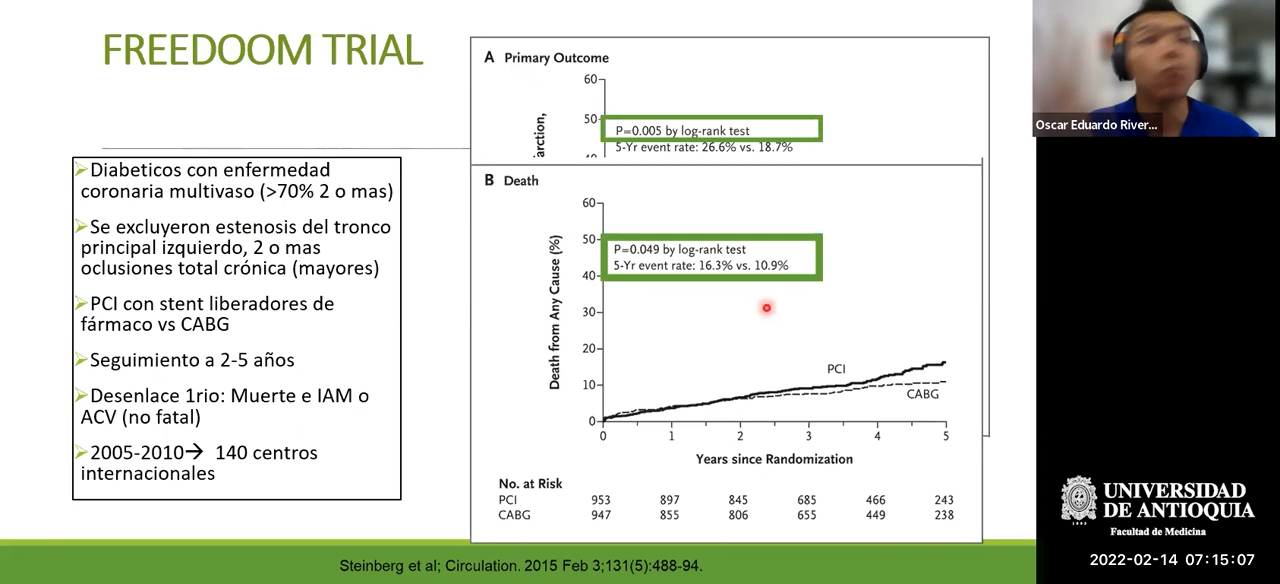 FREEDOOM TRIAL
Diabeticos con enfermedad
coronaria multivaso (>70% 2 o mas)
Se excluyeron estenosis del tronco
principal izquierdo, 2 o mas
oclusiones total crónica (mayores)
PCI con stent liberadores de
fármaco vs CABG
Seguimiento a 2-5 años
Desenlace 1rio: Muerte e IAM o
ACV (no fatal)
2005-2010→ 140 centros
internacionales
A Primary Outcome
60
50
40
arction,
P=0.005 by log-rank test
5-Yr event rate: 26.6% vs. 18.7%
B Death
Death from Any Cause (%)
60
50
40
30
20
10
0
P=0.049 by log-rank test
5-Yr event rate: 16.3% vs. 10.9%
PCI
CABG
0 1 2 3 4 5
Years since Randomization
No. at Risk
PCI 953 897 845 685 466 243
CABG 947 855 806 655 449 238
Steinberg et al; Circulation. 2015 Feb 3;131(5):488-94.
Oscar Eduardo River...
UNIVERSIDAD
DE ANTIOQUIA
1803
Facultad de Medicina
2022-02-14 07:15:07